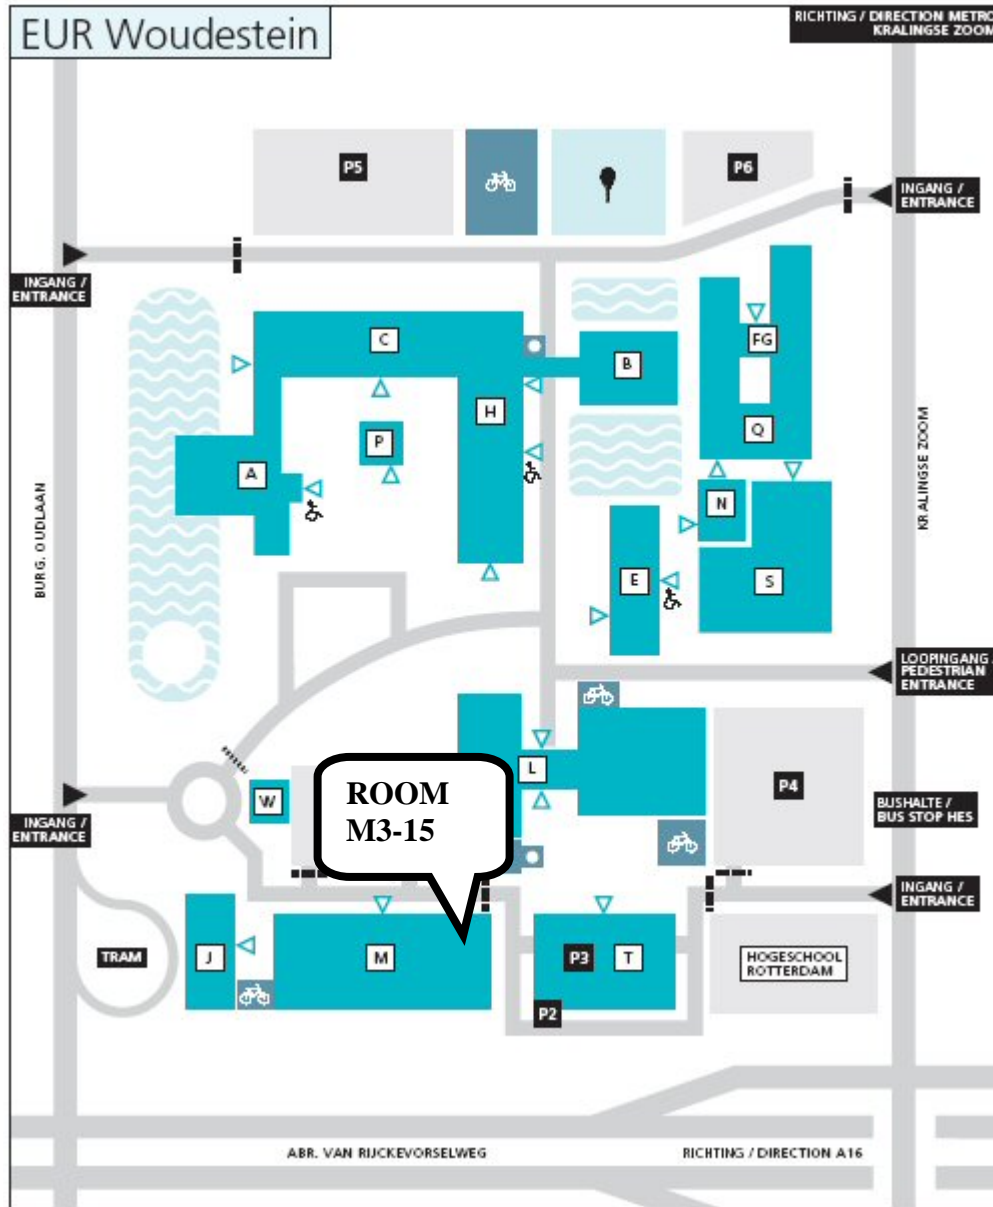 EUR Woudestein
RICHTING / DIRECTION METRO
KRALINGSE ZOOM
P5
P6
INGANG /
ENTRANCE
INGANG /
ENTRANCE
C
FG
B
H
P
Q
A
N
KRALINGSE ZOOM
BURG. OUDLAAN
E
S
LOOPINGANG /
PEDESTRIAN
ENTRANCE
L
W
ROOM
M3-15
P4
BUSHALTE /
BUS STOP HES
INGANG /
ENTRANCE
INGANG /
ENTRANCE
TRAM
J
M
P3
T
HOGESCHOOL
ROTTERDAM
P2
ABR. VAN RIJCKEVORSELWEG
RICHTING / DIRECTION A16